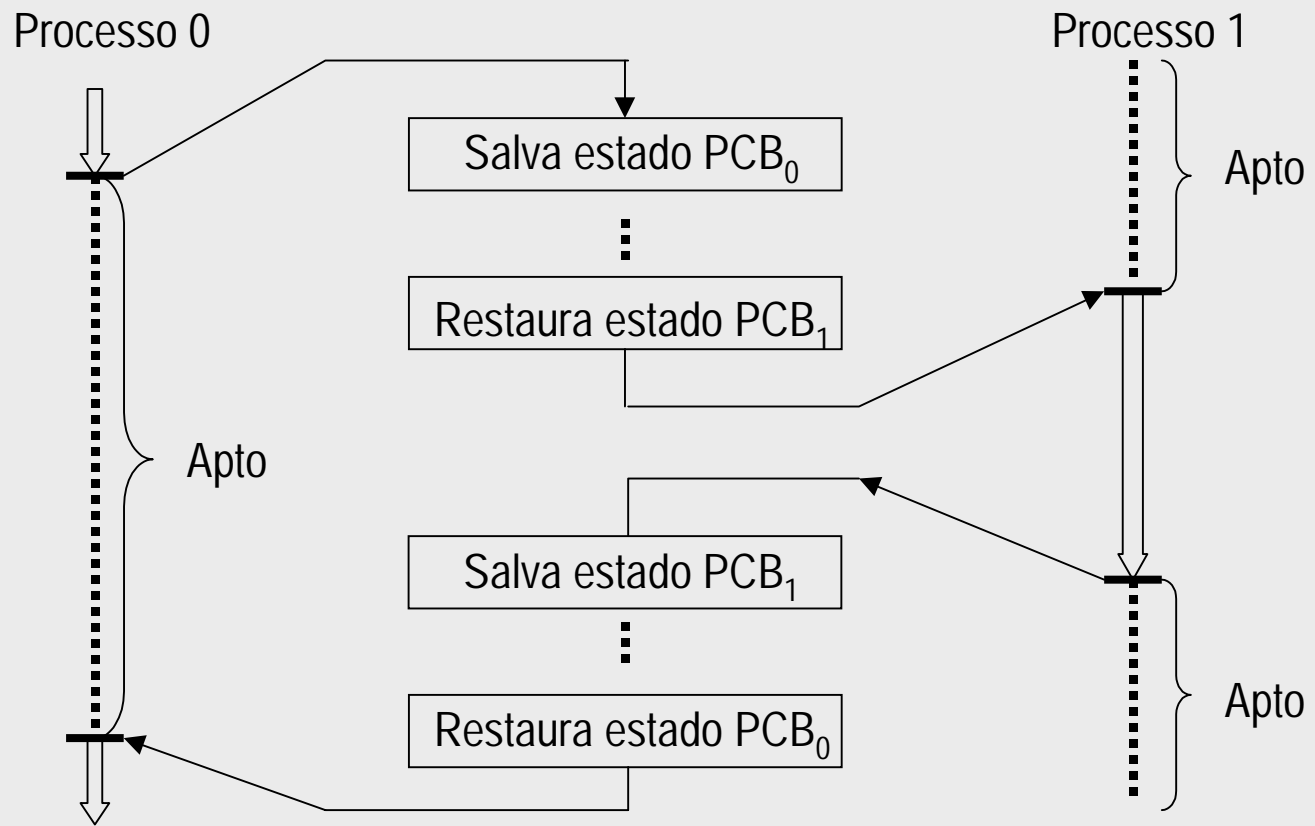 Processo 0
Processo 1
Salva estado PCB0
Apto
Restaura estado PCB1
Apto
Salva estado PCB1
Apto
Restaura estado PCB0